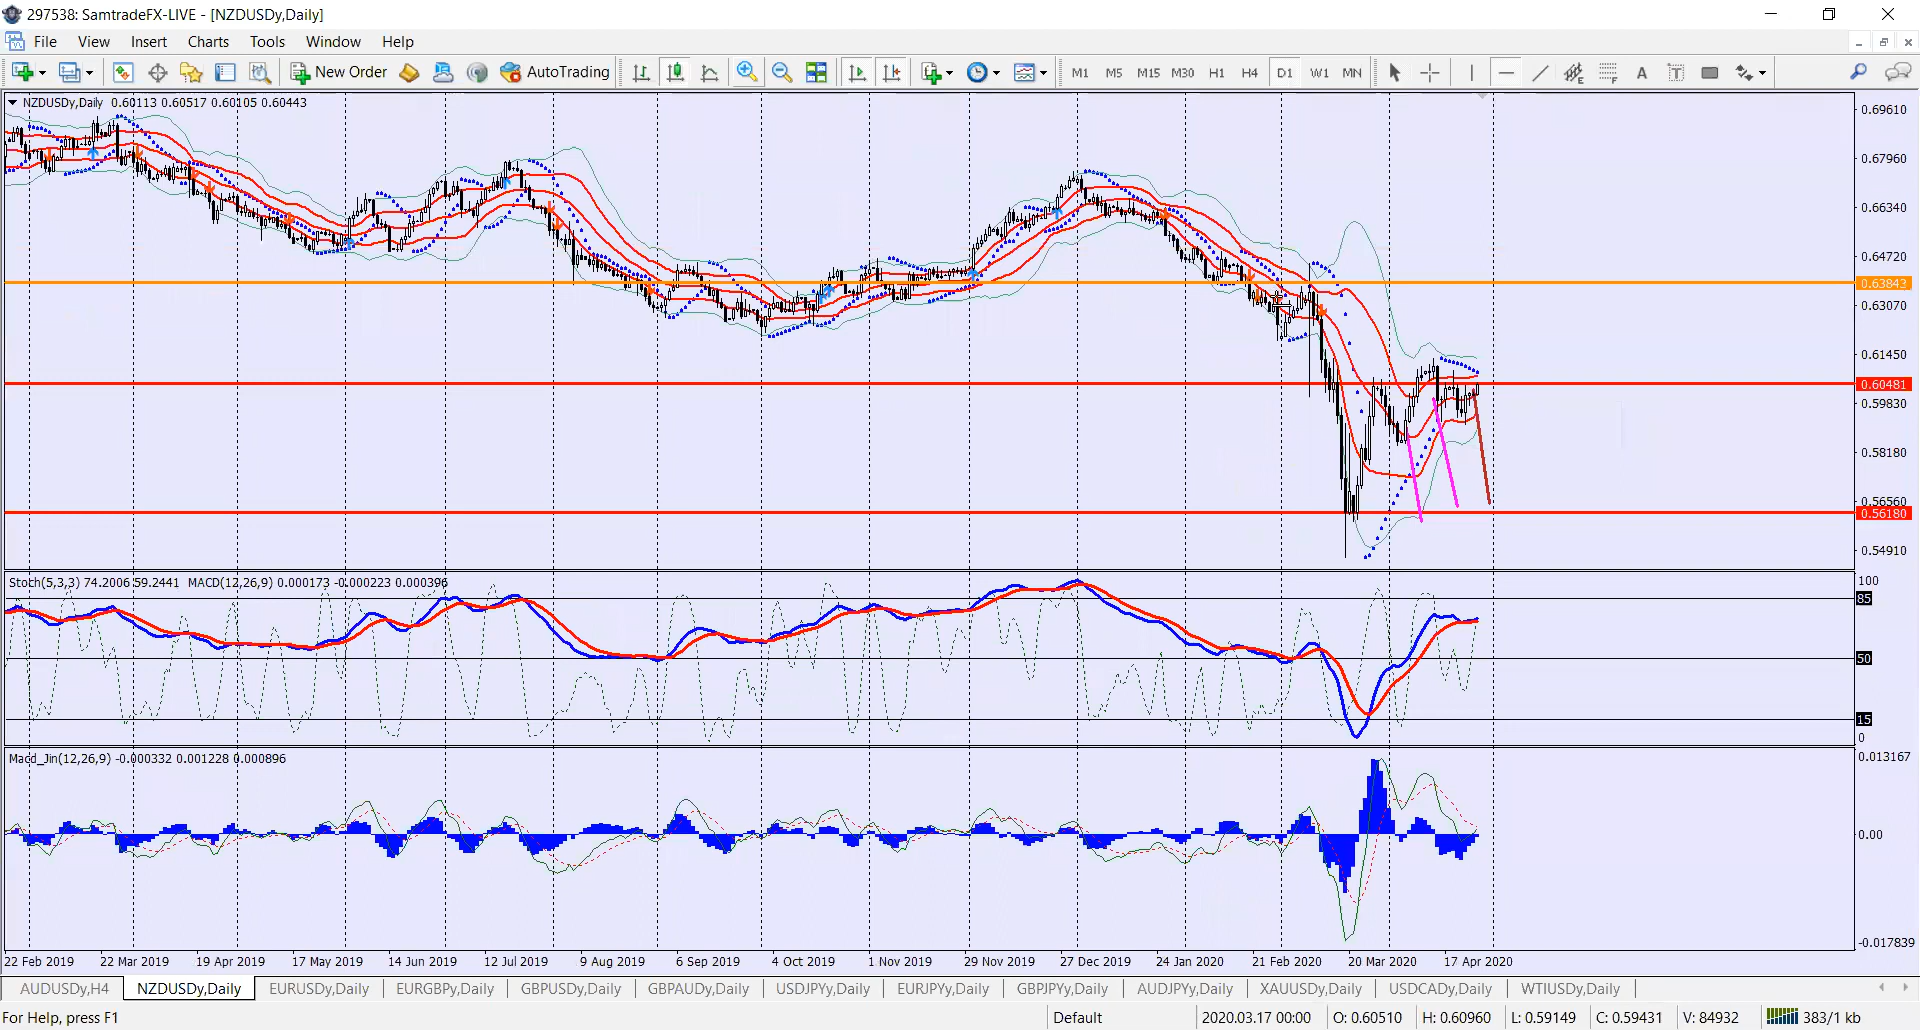 297538: SamtradeFX-LIVE - [NZDUSDy,Daily]
File View Insert Charts Tools Window Help
New Order AutoTrading M1 M5 M15 M30 H1 H4 D1 W1 MN
NZDUSDy,Daily 0.60113 0.60517 0.60105 0.60443
0.69610
0.67960
0.66340
0.64720
0.63843
0.63070
0.61450
0.60481
0.59830
0.58180
0.56560
0.56180
0.54910
Stoch(5,3,3) 74.2006 59.2441 MACD(12,26,9) 0.000173 -0.000223 0.000396
100
85
50
15
0
Macd_Jin(12,26,9) -0.000332 0.001228 0.000896
0.013167
0.00
-0.017839
22 Feb 2019 22 Mar 2019 19 Apr 2019 17 May 2019 14 Jun 2019 12 Jul 2019 9 Aug 2019 6 Sep 2019 4 Oct 2019 1 Nov 2019 29 Nov 2019 27 Dec 2019 24 Jan 2020 21 Feb 2020 20 Mar 2020 17 Apr 2020
AUDUSDy,H4 NZDUSDy,Daily EURUSDy,Daily EURGBPy,Daily GBPUSDy,Daily GBPAUDy,Daily USDJPYy,Daily EURJPYy,Daily GBPJPYy,Daily AUDJPYy,Daily XAUUSDy,Daily USDCADy,Daily WTIUSDy,Daily
For Help, press F1 Default 2020.03.17 00:00 O: 0.60510 H: 0.60960 L: 0.59149 C: 0.59431 V: 84932 383/1 kb